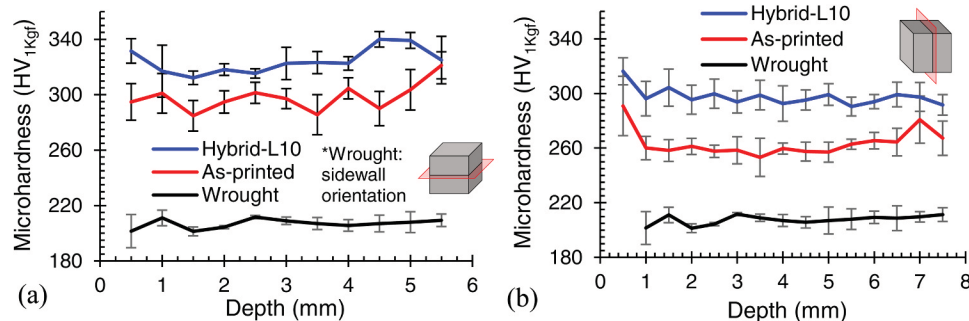 Microhardness (HV1Kgf)
340
300
260
220
180
Hybrid-L10
As-printed
Wrought
*Wrought:
sidewall
orientation
0 1 2 3 4 5 6
Depth (mm)
(a)
Microhardness (HV1Kgf)
Hybrid-L10
As-printed
Wrought
340
300
260
220
180
0 1 2 3 4 5 6 7 8
Depth (mm)
(b)